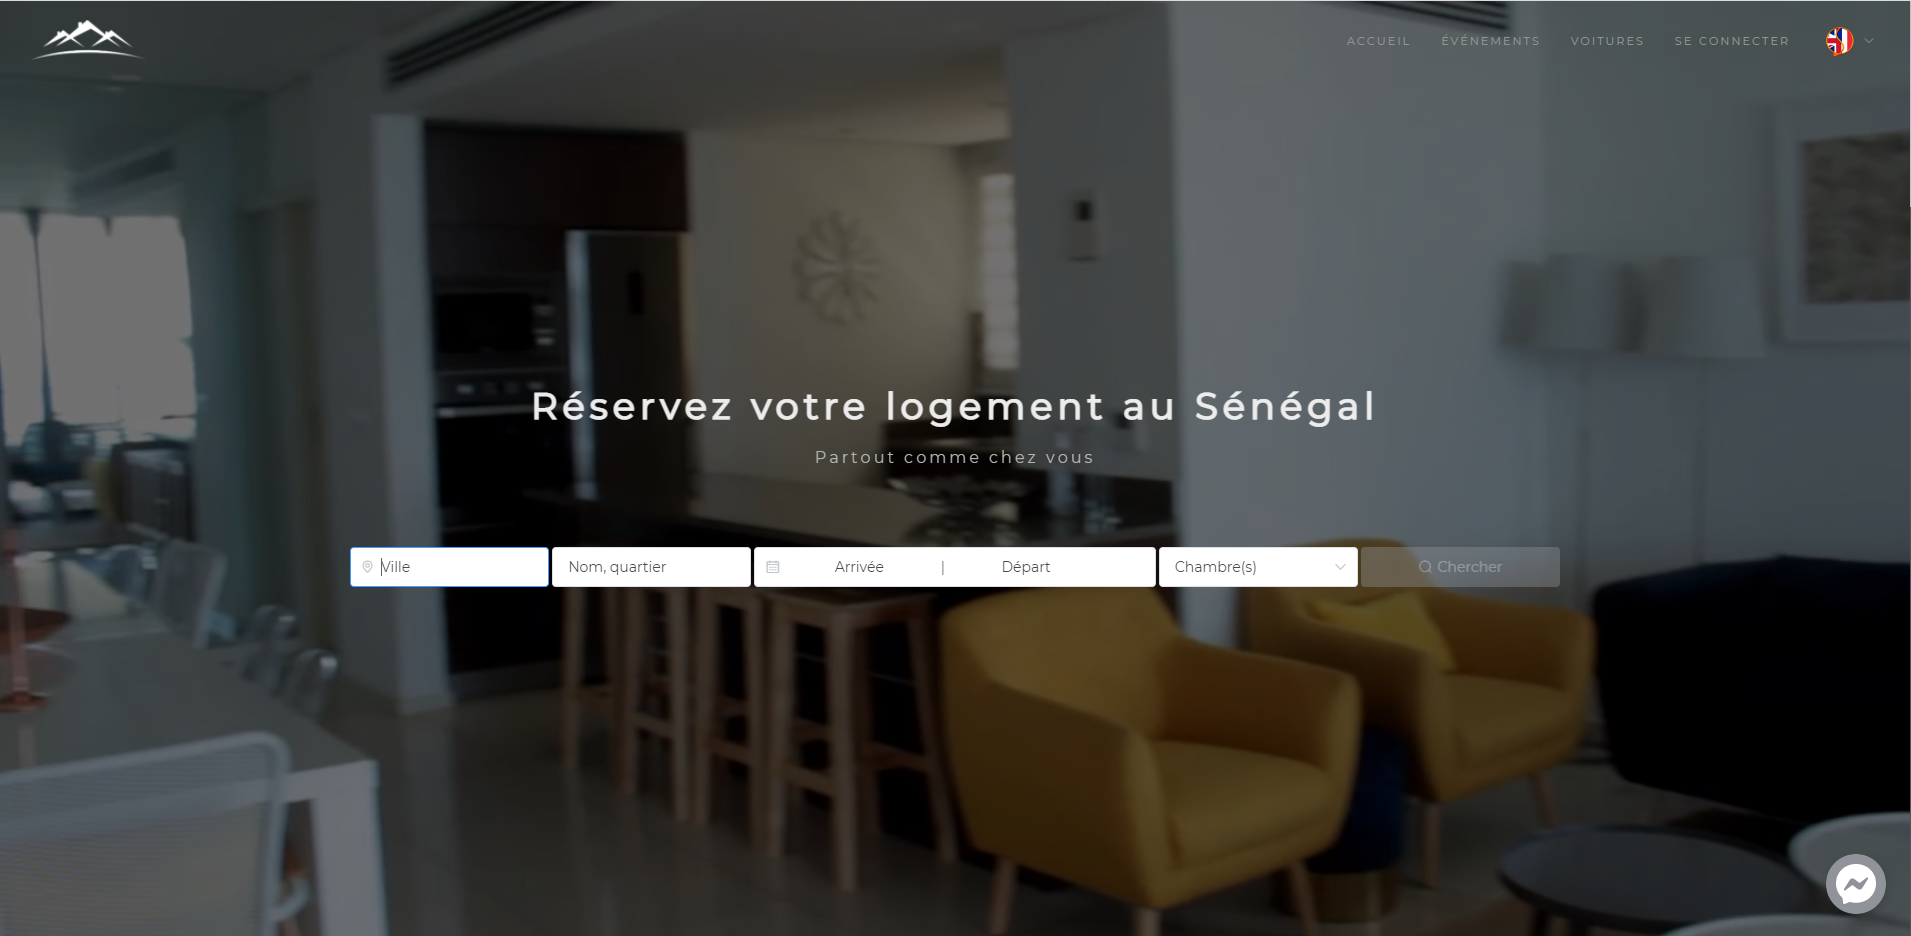 ACCUEIL
ÉVÉNEMENTS
VOITURES
SE CONNECTER
Réservez votre logement au Sénégal
Partout comme chez vous
Ville
Nom, quartier
Arrivée | Départ
Chambre(s)
Chercher